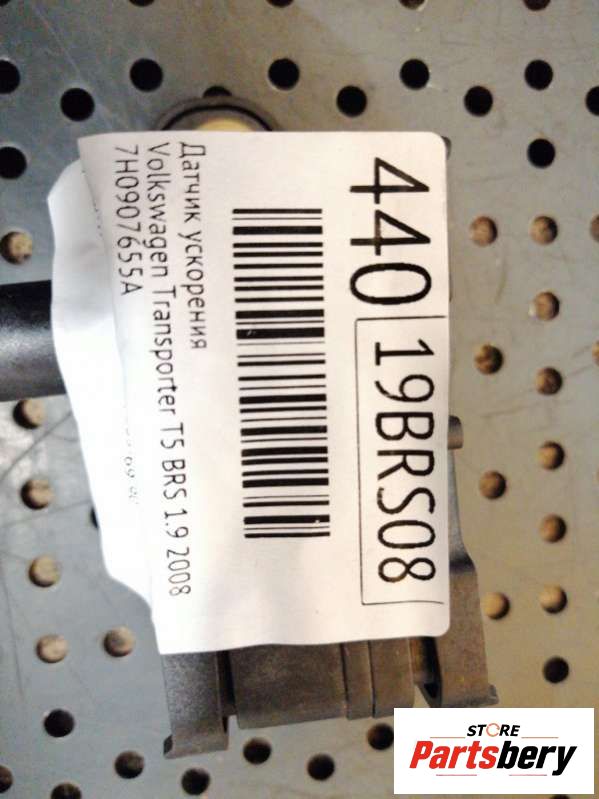 440 19BRS08
Датчик ускорения
Volkswagen Transporter T5 BRS 1.9 2008
7H0907655A
STORE
Partsbery